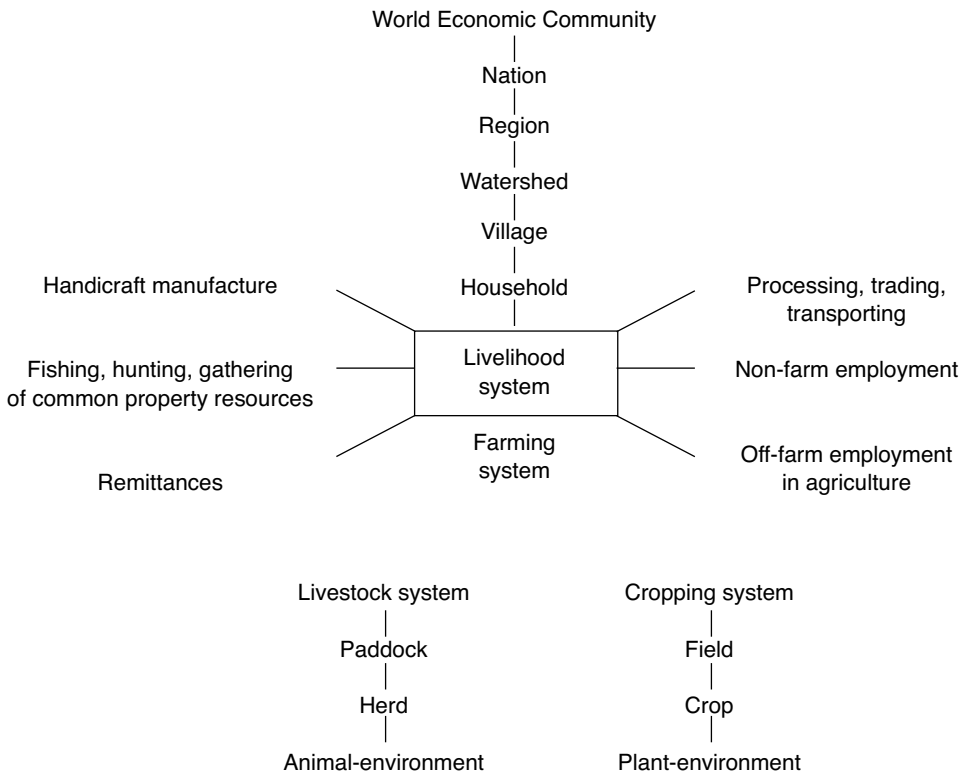 World Economic Community
Nation
Region
Watershed
Village
Household
Handicraft manufacture
Processing, trading,
transporting
Livelihood
system
Fishing, hunting, gathering
of common property resources
Non-farm employment
Farming
system
Remittances
Off-farm employment
in agriculture
Livestock system
Paddock
Herd
Animal-environment
Cropping system
Field
Crop
Plant-environment